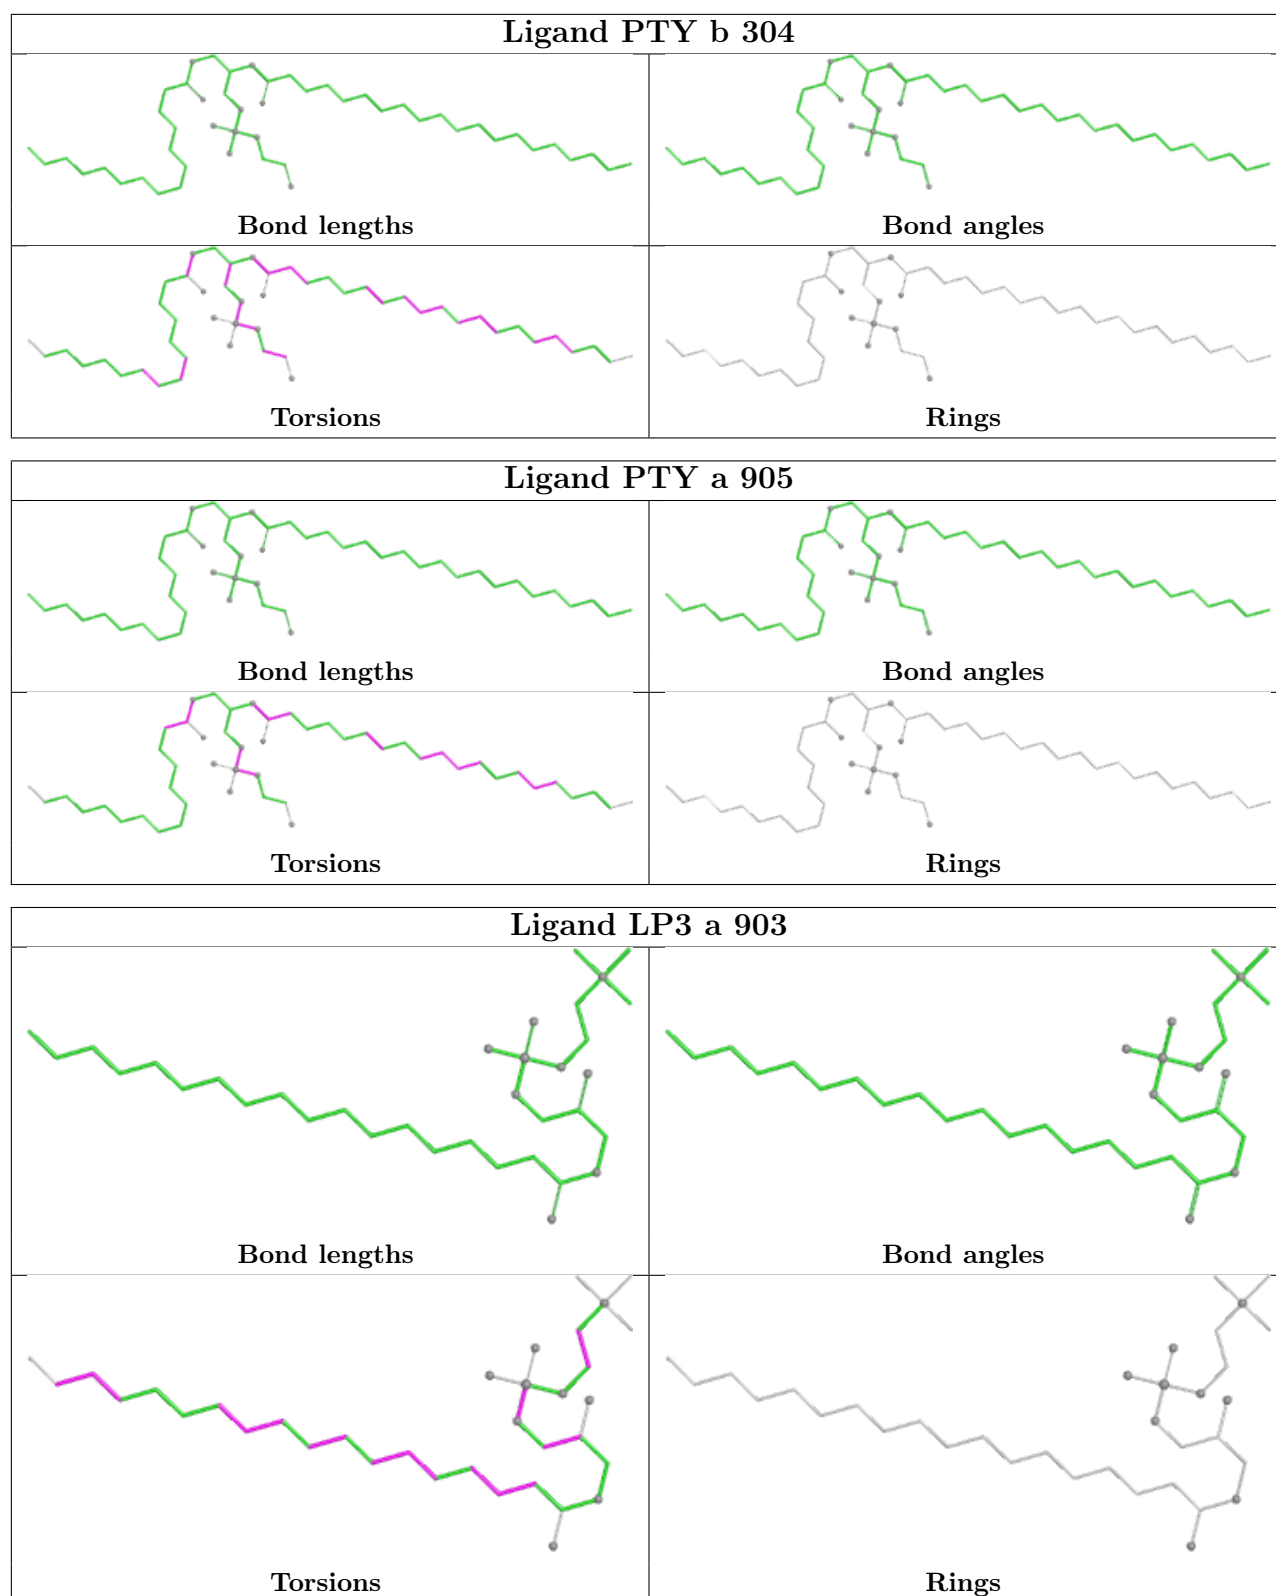 Ligand PTY b 304
Bond lengths
Bond angles
Torsions
Rings
Ligand PTY a 905
Bond lengths
Bond angles
Torsions
Rings
Ligand LP3 a 903
Bond lengths
Bond angles
Torsions
Rings